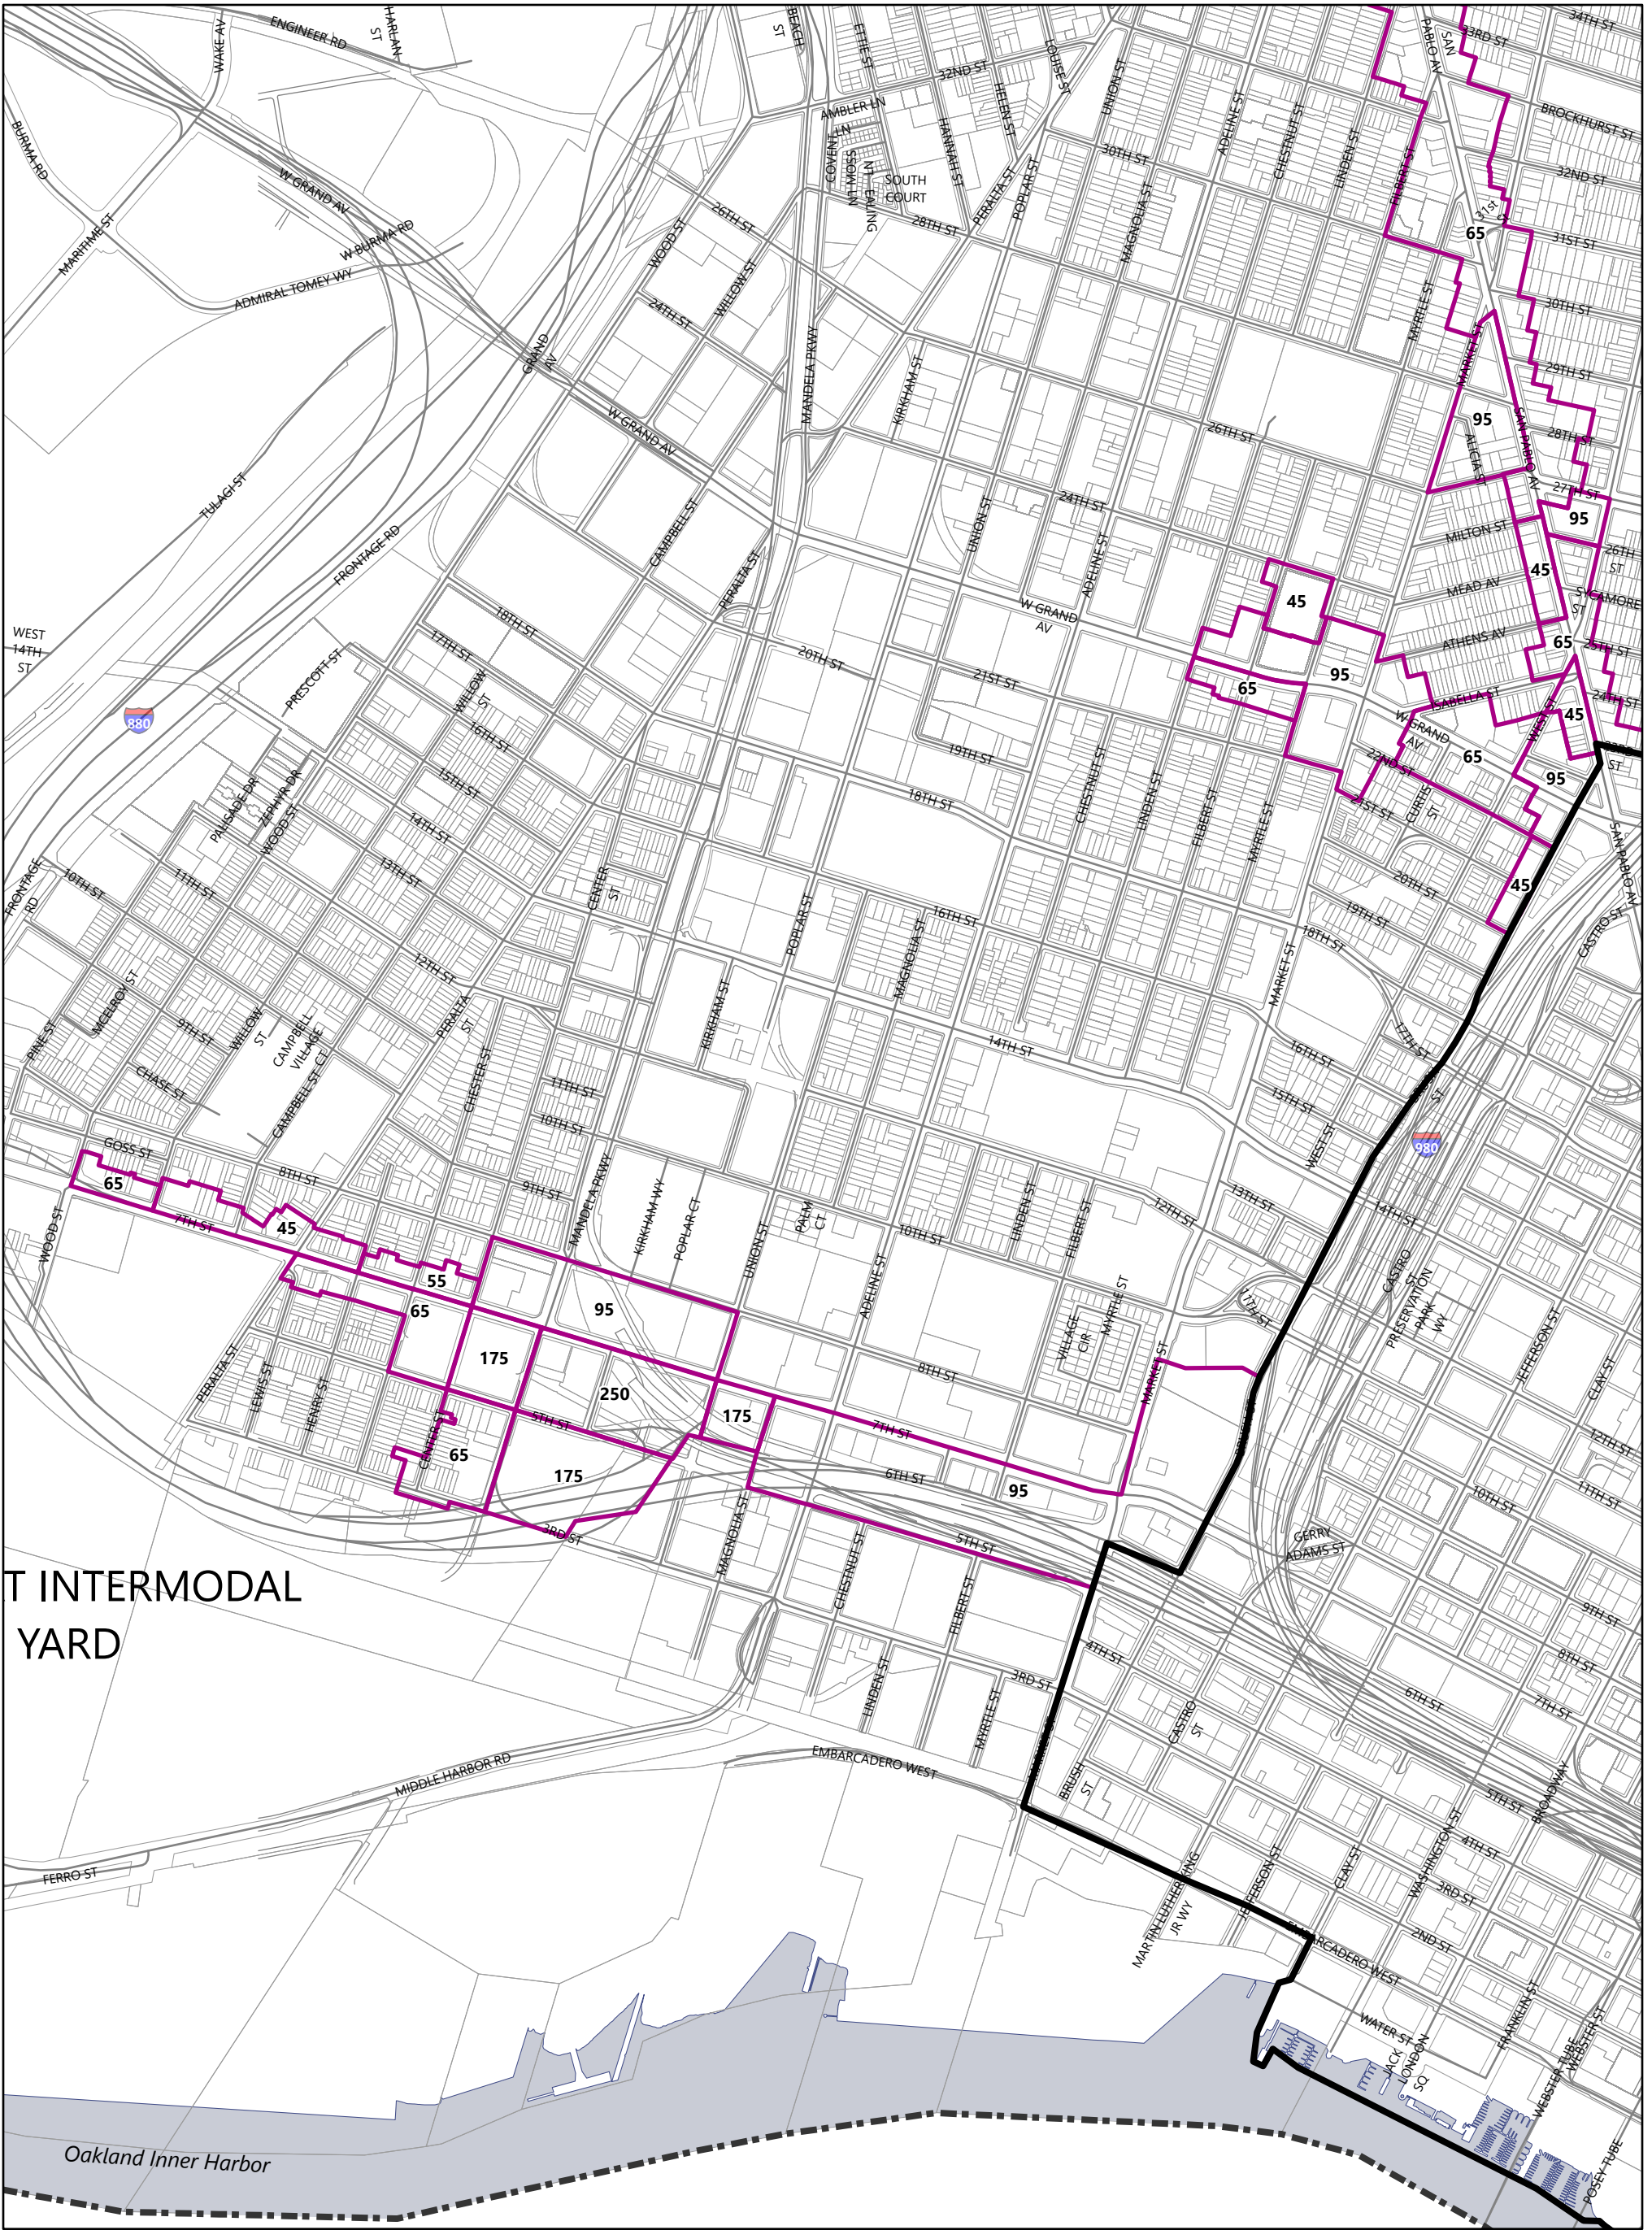 ENGINEER RD
HARLAN
ST
WAKE AV
BEACH
ST
ETTIE ST
LOUISE ST
32ND ST
HELEN ST
HANNAH ST
AMBLER LN
COVENT LN
MOSS LN
SOUTH
COURT
28TH ST
PERALTA ST
POPLAR ST
UNION ST
30TH ST
MAGNOLIA ST
ADELINE ST
CHESTNUT ST
LINDEN ST
FILBERT ST
SAN
PABLO AV
34TH ST
33RD ST
BROCKHURST ST
32ND ST
31st
31ST ST
65
30TH ST
29TH ST
28TH ST
27TH ST
MYRTLE ST
MARKET ST
95
ALICIA ST
SAN PABLO AV
BURMA RD
MARITIME ST
W GRAND AV
W BURMA RD
ADMIRAL TOMEY WY
26TH ST
WOOD ST
WILLOW ST
24TH ST
GRAND
AV
MANDELA PKWY
KIRKHAM ST
W GRAND AV
26TH ST
24TH ST
UNION ST
ADELINE ST
CAMPBELL ST
PERALTA ST
TULAGI ST
FRONTAGE RD
MILTON ST
MEAD AV
ATHENS AV
ISABELLA ST
95
45
26TH
ST
SYCAMORE
ST
65
25TH ST
24TH ST
45
WEST ST
45
95
65
W GRAND
AV
W GRAND
AV
22ND ST
65
95
23RD
ST
21ST ST
CURTIS
ST
20TH ST
19TH ST
18TH ST
45
SAN PABLO AV
CASTRO ST
WEST
14TH
ST
880
PRESCOTT ST
18TH ST
17TH ST
WILLOW
ST
16TH ST
15TH ST
14TH ST
13TH ST
12TH ST
20TH ST
21ST ST
19TH ST
18TH ST
CHESTNUT ST
LINDEN ST
FILBERT ST
MYRTLE ST
MARKET ST
PALISADE DR
ZEPHYR DR
WOOD ST
FRONTAGE
RD
10TH ST
11TH ST
CENTER
ST
POPLAR ST
16TH ST
MAGNOLIA ST
KIRKHAM ST
14TH ST
17TH ST
16TH ST
15TH ST
WEST ST
ST
980
PINE ST
MCELROY ST
9TH ST
WILLOW
ST
CAMPBELL
VILLAGE
CAMPBELL ST CT
CHASE ST
PERALTA
ST
CHESTER ST
11TH ST
10TH ST
9TH ST
GOSS ST
65
8TH ST
7TH ST
45
WOOD ST
55
65
MANDELA PKWY
KIRKHAM WY
POPLAR CT
UNION ST
PALM
CT
10TH ST
ADELINE ST
LINDEN ST
FILBERT ST
12TH ST
13TH ST
14TH ST
11TH ST
CASTRO
ST
PRESERVATION
PARK
WY
JEFFERSON ST
CLAY ST
95
175
250
175
VILLAGE
CIR
MYRTLE ST
MARKET ST
8TH ST
7TH ST
6TH ST
95
5TH ST
PERALTA ST
LEWIS ST
HENRY ST
CENTER ST
65
5TH ST
175
3RD ST
MAGNOLIA ST
CHESTNUT ST
FILBERT ST
LINDEN ST
MYRTLE ST
3RD ST
12TH ST
11TH ST
10TH ST
GERRY
ADAMS ST
9TH ST
8TH ST
7TH ST
6TH ST
5TH ST
4TH ST
CASTRO
ST
BRUSH
ST
BROADWAY
WASHINGTON ST
4TH ST
3RD ST
2ND ST
CLAY ST
JEFFERSON ST
MARTIN LUTHER KING
JR WY
T INTERMODAL
YARD
MIDDLE HARBOR RD
EMBARCADERO WEST
FERRO ST
EMBARCADERO WEST
WATER ST
JACK
LONDON
SQ
FRANKLIN ST
WEBSTER ST
WEBSTER TUBE
POSEY TUBE
Oakland Inner Harbor